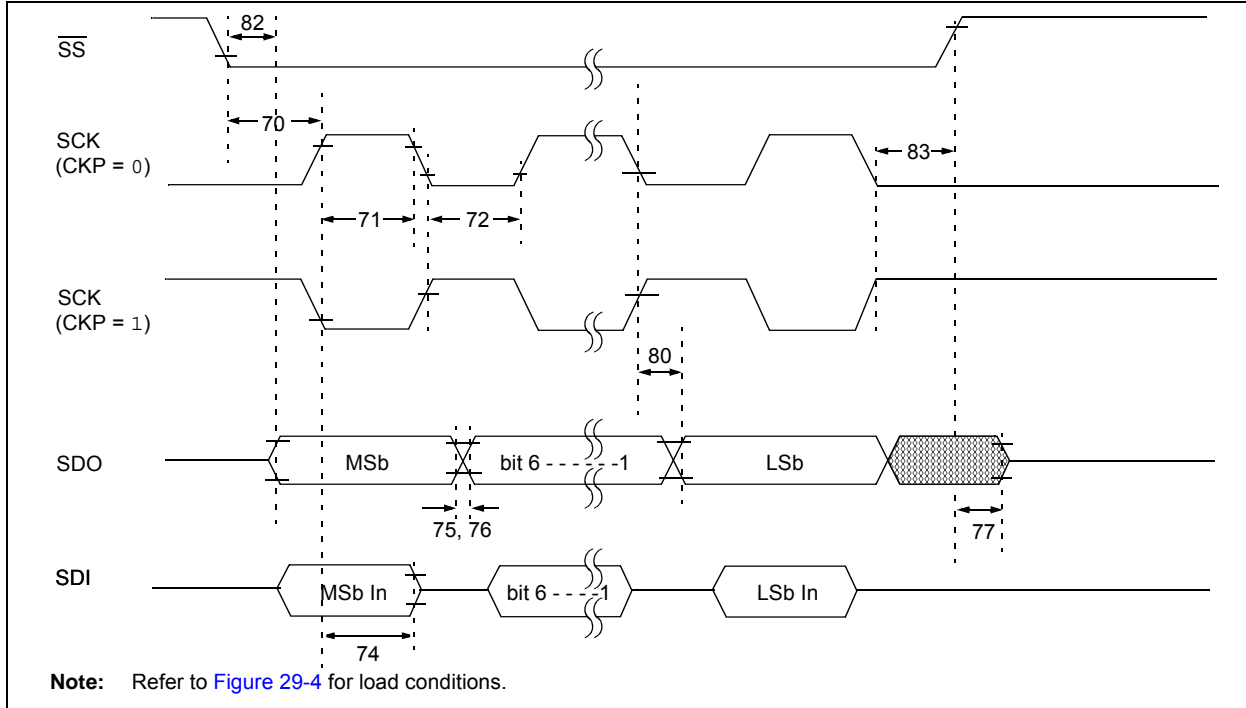 82
SS
70
SCK
(CKP = 0)
83
71
72
SCK
(CKP = 1)
80
SDO
MSb
bit 6 - - - - - -1
LSb
75, 76
77
SDI
MSb In
bit 6 - - - -1
LSb In
74
Note: Refer to Figure 29-4 for load conditions.